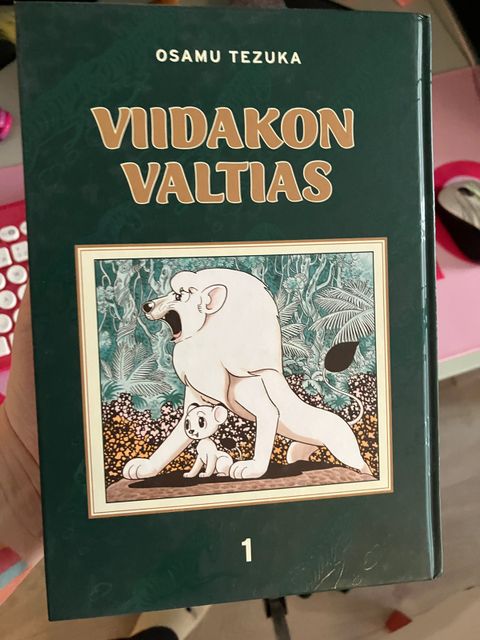 OSAMU TEZUKA
VIIDAKON
VALTIAS
1